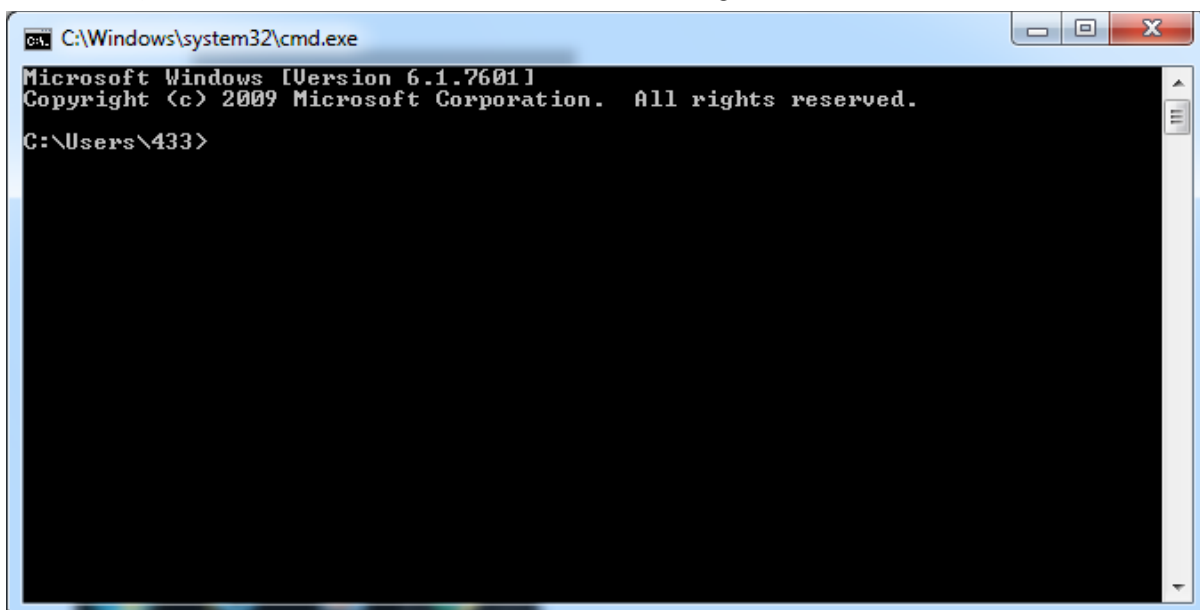 C:\Windows\system32\cmd.exe
Microsoft Windows [Version 6.1.7601]
Copyright (c) 2009 Microsoft Corporation.  All rights reserved.
C:\Users\433>